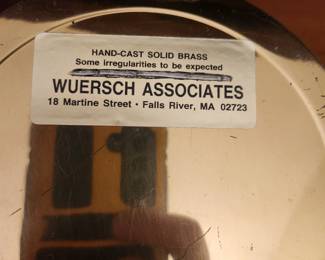 HAND-CAST SOLID BRASS
Some irregularities to be expected
WUERSCH ASSOCIATES
18 Martine Street · Falls River, MA 02723